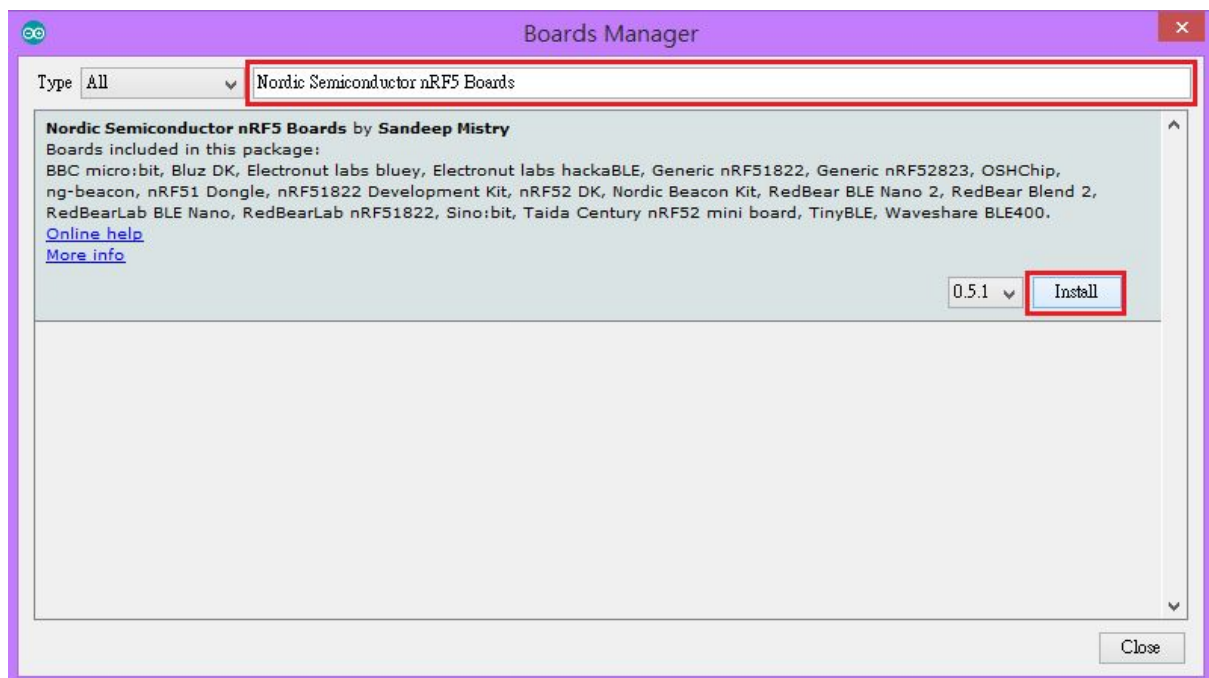 Boards Manager
Type All Nordic Semiconductor nRF5 Boards
Nordic Semiconductor nRF5 Boards by Sandeep Mistry
Boards included in this package:
BBC micro:bit, Bluz DK, Electronut labs bluey, Electronut labs hackaBLE, Generic nRF51822, Generic nRF52823, OSHChip,
ng-beacon, nRF51 Dongle, nRF51822 Development Kit, nRF52 DK, Nordic Beacon Kit, RedBear BLE Nano 2, RedBear Blend 2,
RedBearLab BLE Nano, RedBearLab nRF51822, Sino:bit, Taida Century nRF52 mini board, TinyBLE, Waveshare BLE400.
Online help
More info
0.5.1 Install
Close